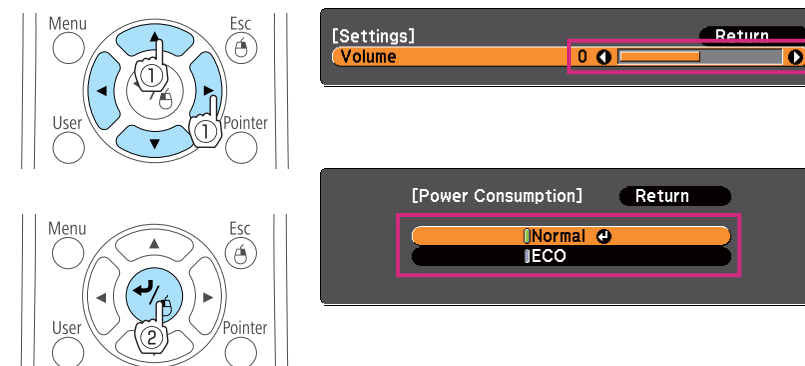 Menu
Esc
1
User
1
Pointer
[Settings]
Return
Volume
0
[Power Consumption]
Return
Normal
ECO
Menu
Esc
User
2
Pointer